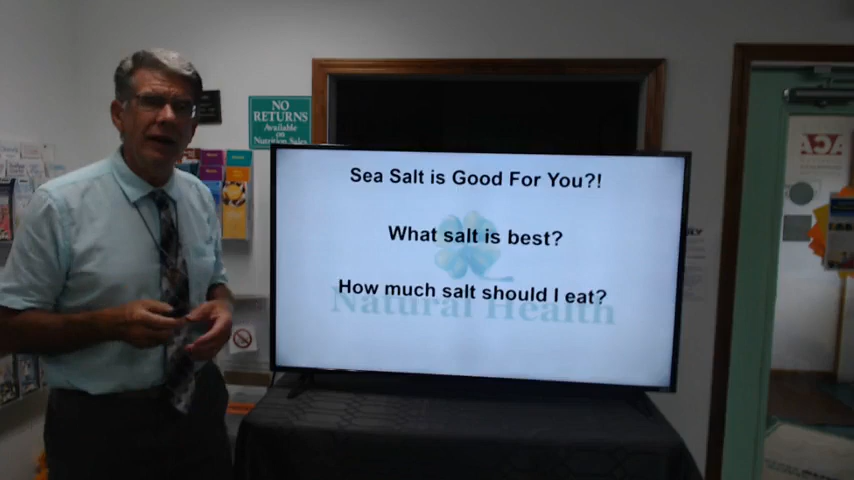 NO
RETURNS
Available
on
Nutrition Sales
Sea Salt is Good For You?!
What salt is best?
How much salt should I eat?
Natural Health
ACA